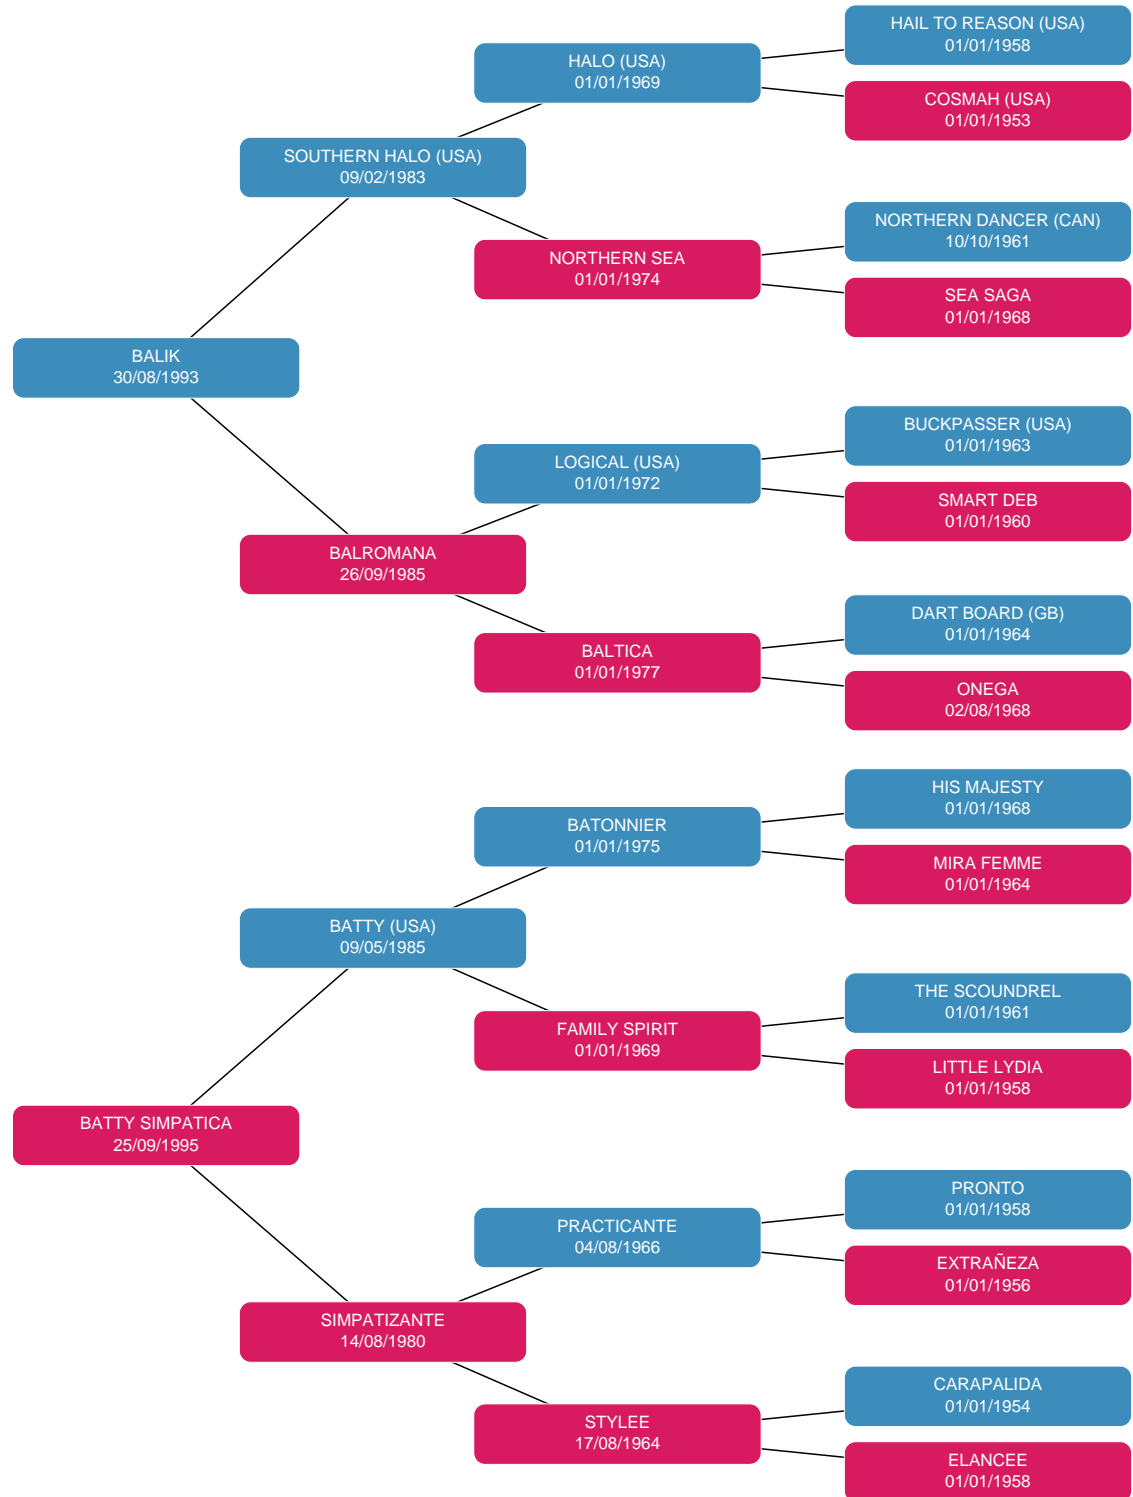 HAIL TO REASON (USA)
01/01/1958
HALO (USA)
01/01/1969
COSMAH (USA)
01/01/1953
SOUTHERN HALO (USA)
09/02/1983
NORTHERN DANCER (CAN)
10/10/1961
NORTHERN SEA
01/01/1974
SEA SAGA
01/01/1968
BALIK
30/08/1993
BUCKPASSER (USA)
01/01/1963
LOGICAL (USA)
01/01/1972
SMART DEB
01/01/1960
BALROMANA
26/09/1985
DART BOARD (GB)
01/01/1964
BALTICA
01/01/1977
ONEGA
02/08/1968
HIS MAJESTY
01/01/1968
BATONNIER
01/01/1975
MIRA FEMME
01/01/1964
BATTY (USA)
09/05/1985
THE SCOUNDREL
01/01/1961
FAMILY SPIRIT
01/01/1969
LITTLE LYDIA
01/01/1958
BATTY SIMPATICA
25/09/1995
PRONTO
01/01/1958
PRACTICANTE
04/08/1966
EXTRAÑEZA
01/01/1956
SIMPATIZANTE
14/08/1980
CARAPALIDA
01/01/1954
STYLEE
17/08/1964
ELANCEE
01/01/1958